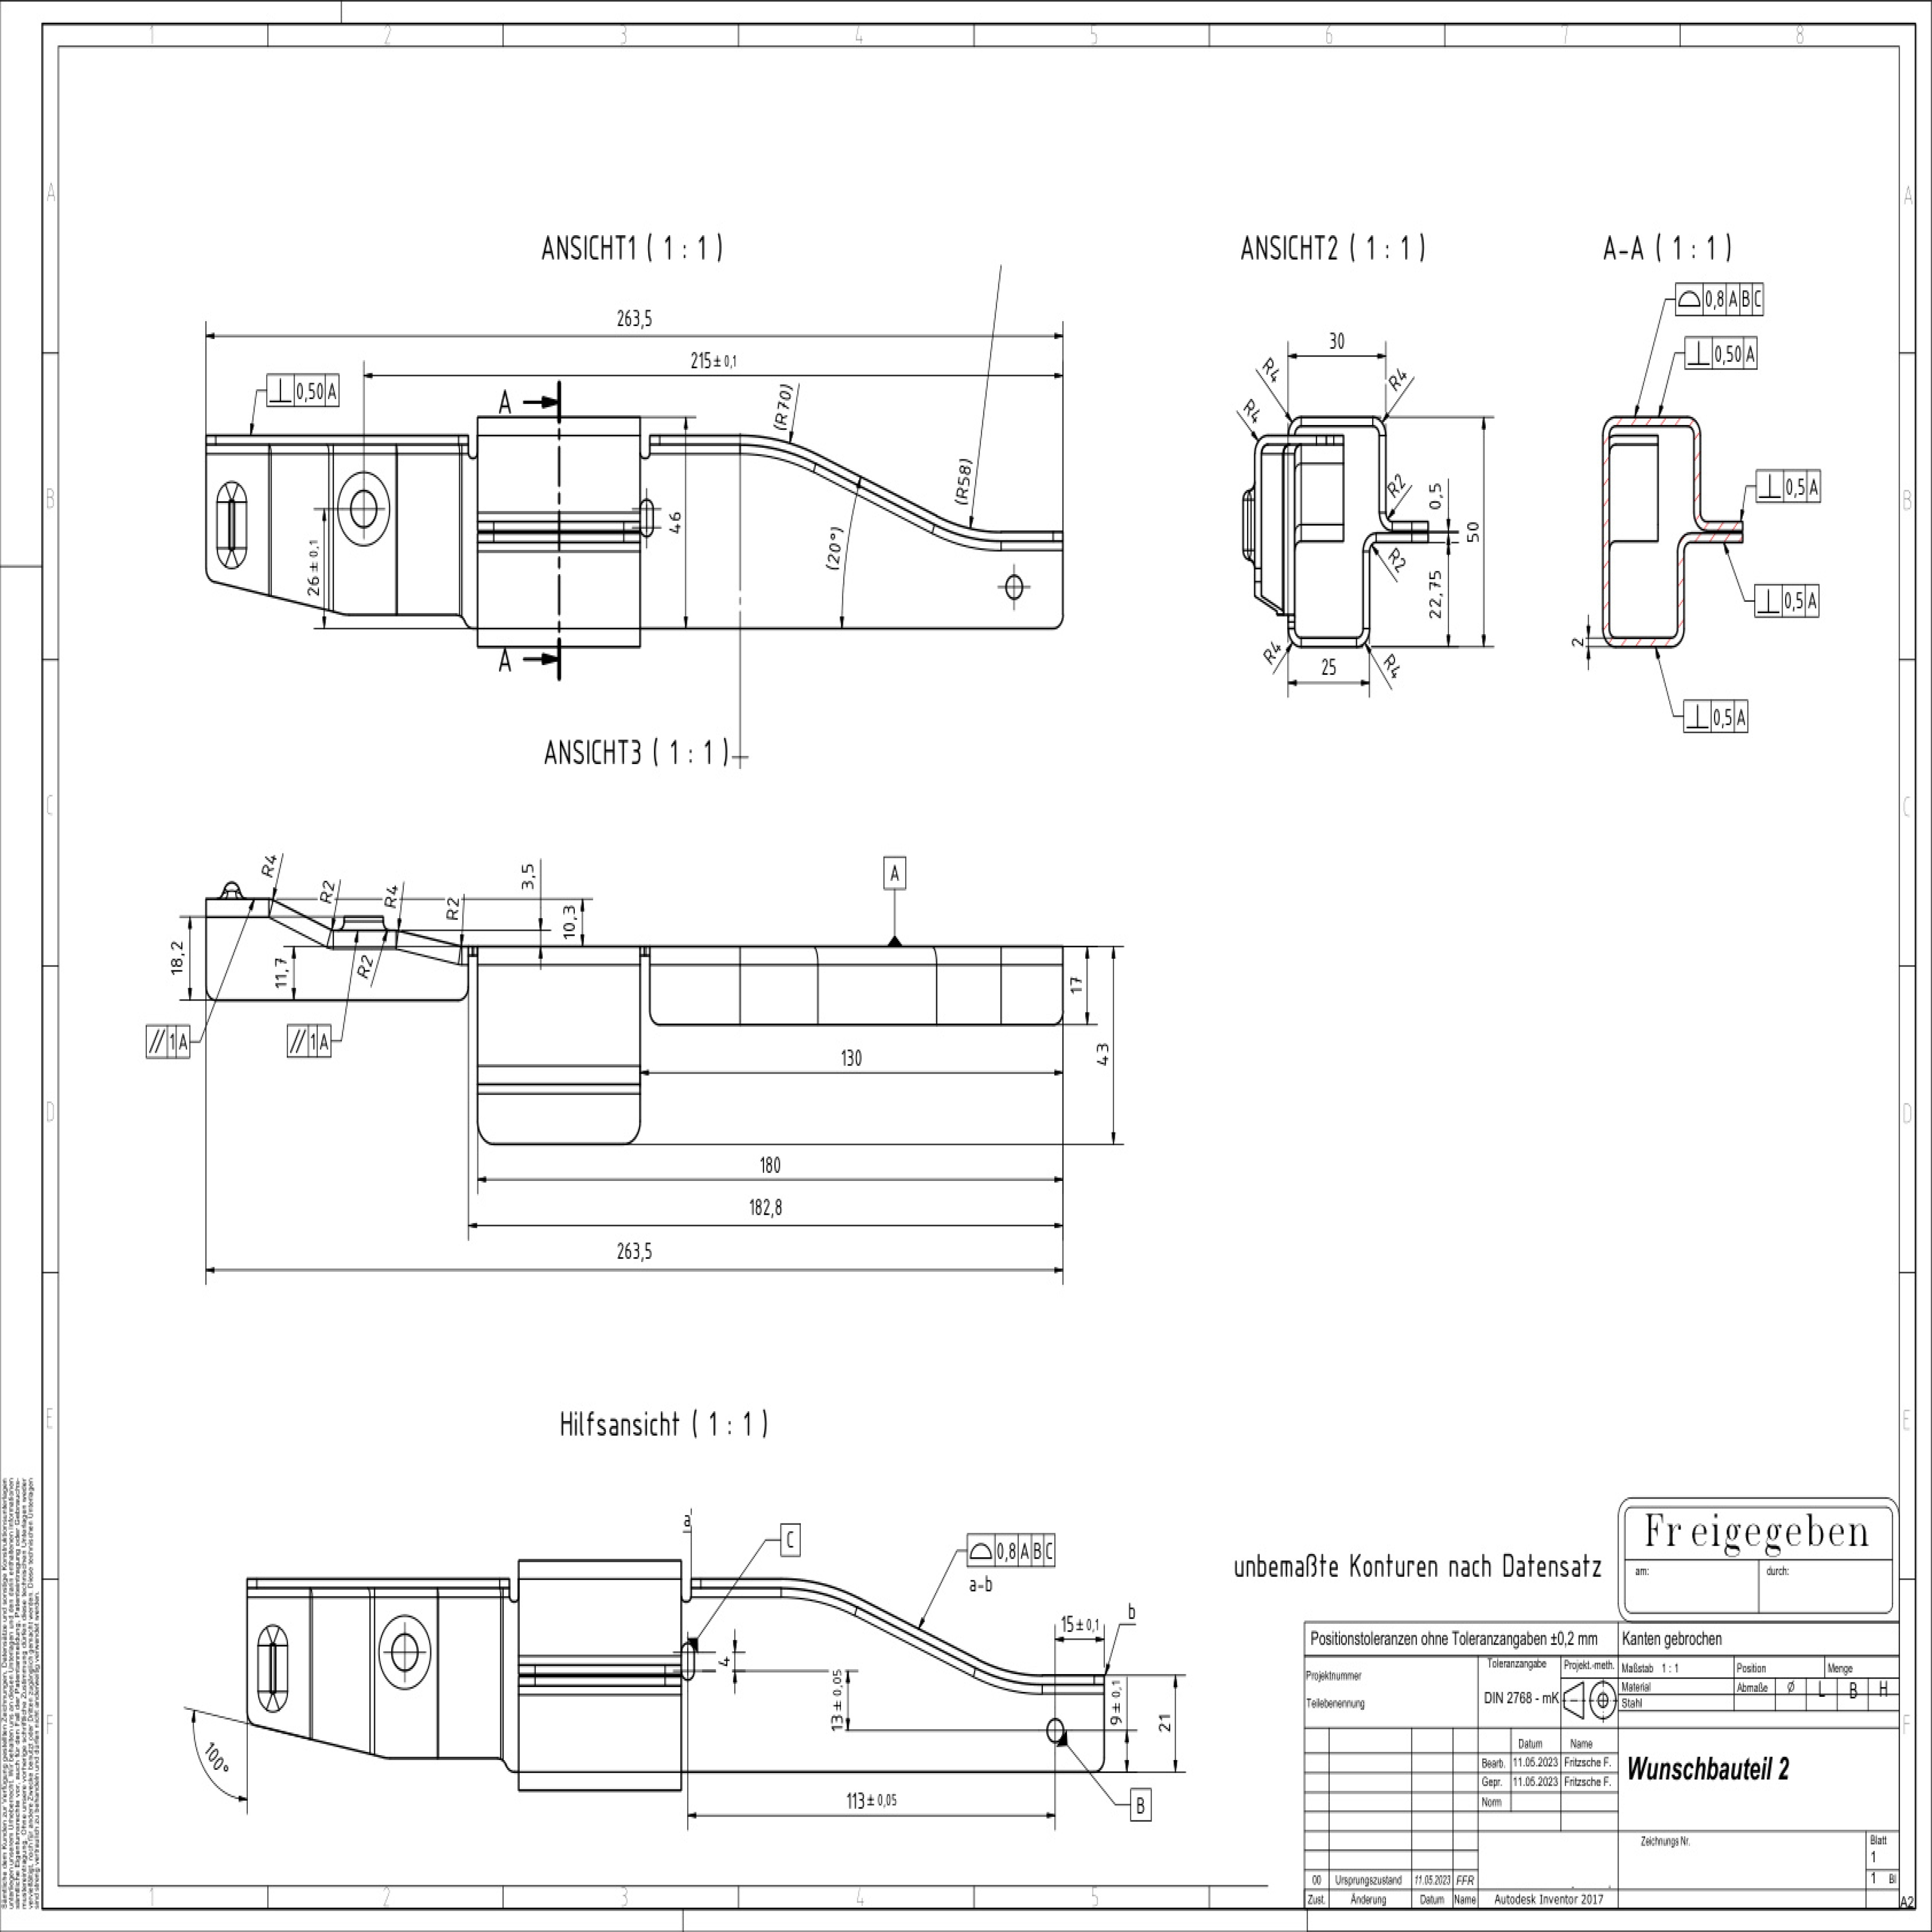 1 2 3 4 5 6 7 8
A A
B B
C C
D D
E E
F F
ANSICHT1 ( 1 : 1 )
263,5
215± 0,1
⊥ 0,50 A
A
A
(R70)
(R58)
(20°)
46
26± 0,1
ANSICHT2 ( 1 : 1 )
30
R4
R4
R4
R2
0,5
50
R2
22,75
R4
R4
25
A-A ( 1 : 1 )
⌓ 0,8 A B C
⊥ 0,50 A
⊥ 0,5 A
⊥ 0,5 A
2
⊥ 0,5 A
ANSICHT3 ( 1 : 1 )
R4
R2
R4
R2
3,5
10,3
A
18,2
11,7
R2
17
// 1 A
// 1 A
130
43
180
182,8
263,5
Hilfsansicht ( 1 : 1 )
a
C
⌓ 0,8 A B C
a-b
15± 0,1
b
4
13± 0,05
9± 0,1
21
100°
113± 0,05
B
unbemaßte Konturen nach Datensatz
Freigegeben
am: durch:
Positionstoleranzen ohne Toleranzangaben ±0,2 mm Kanten gebrochen
Projektnummer Toleranzangabe Projekt.-meth. Maßstab 1 : 1 Position Menge
Teilebenennung DIN 2768 - mK Material Abmaße Ø L B H
Stahl
Datum Name
Bearb. 11.05.2023 Fritzsche F.
Gepr. 11.05.2023 Fritzsche F.
Norm
Wunschbauteil 2
Zeichnungs Nr. Blatt
1
1 Bl
00 Ursprungszustand 11.05.2023 FFR
Zust. Änderung Datum Name Autodesk Inventor 2017
A2
1 2 3 4 5